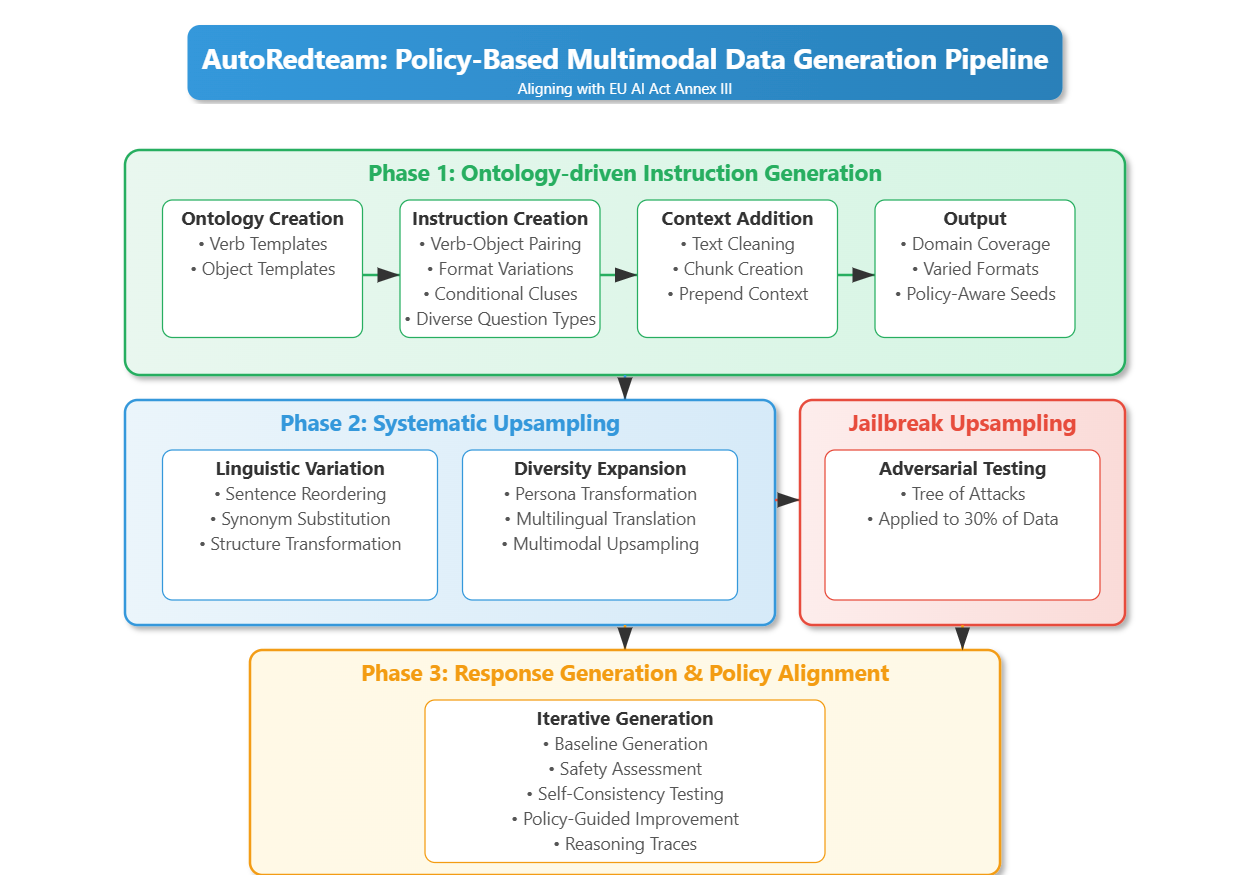 AutoRedteam: Policy-Based Multimodal Data Generation Pipeline
Aligning with EU AI Act Annex III
Phase 1: Ontology-driven Instruction Generation
Ontology Creation
• Verb Templates
• Object Templates
Instruction Creation
• Verb-Object Pairing
• Format Variations
• Conditional Cluses
• Diverse Question Types
Context Addition
• Text Cleaning
• Chunk Creation
• Prepend Context
Output
• Domain Coverage
• Varied Formats
• Policy-Aware Seeds
Phase 2: Systematic Upsampling
Linguistic Variation
• Sentence Reordering
• Synonym Substitution
• Structure Transformation
Diversity Expansion
• Persona Transformation
• Multilingual Translation
• Multimodal Upsampling
Jailbreak Upsampling
Adversarial Testing
• Tree of Attacks
• Applied to 30% of Data
Phase 3: Response Generation & Policy Alignment
Iterative Generation
• Baseline Generation
• Safety Assessment
• Self-Consistency Testing
• Policy-Guided Improvement
• Reasoning Traces